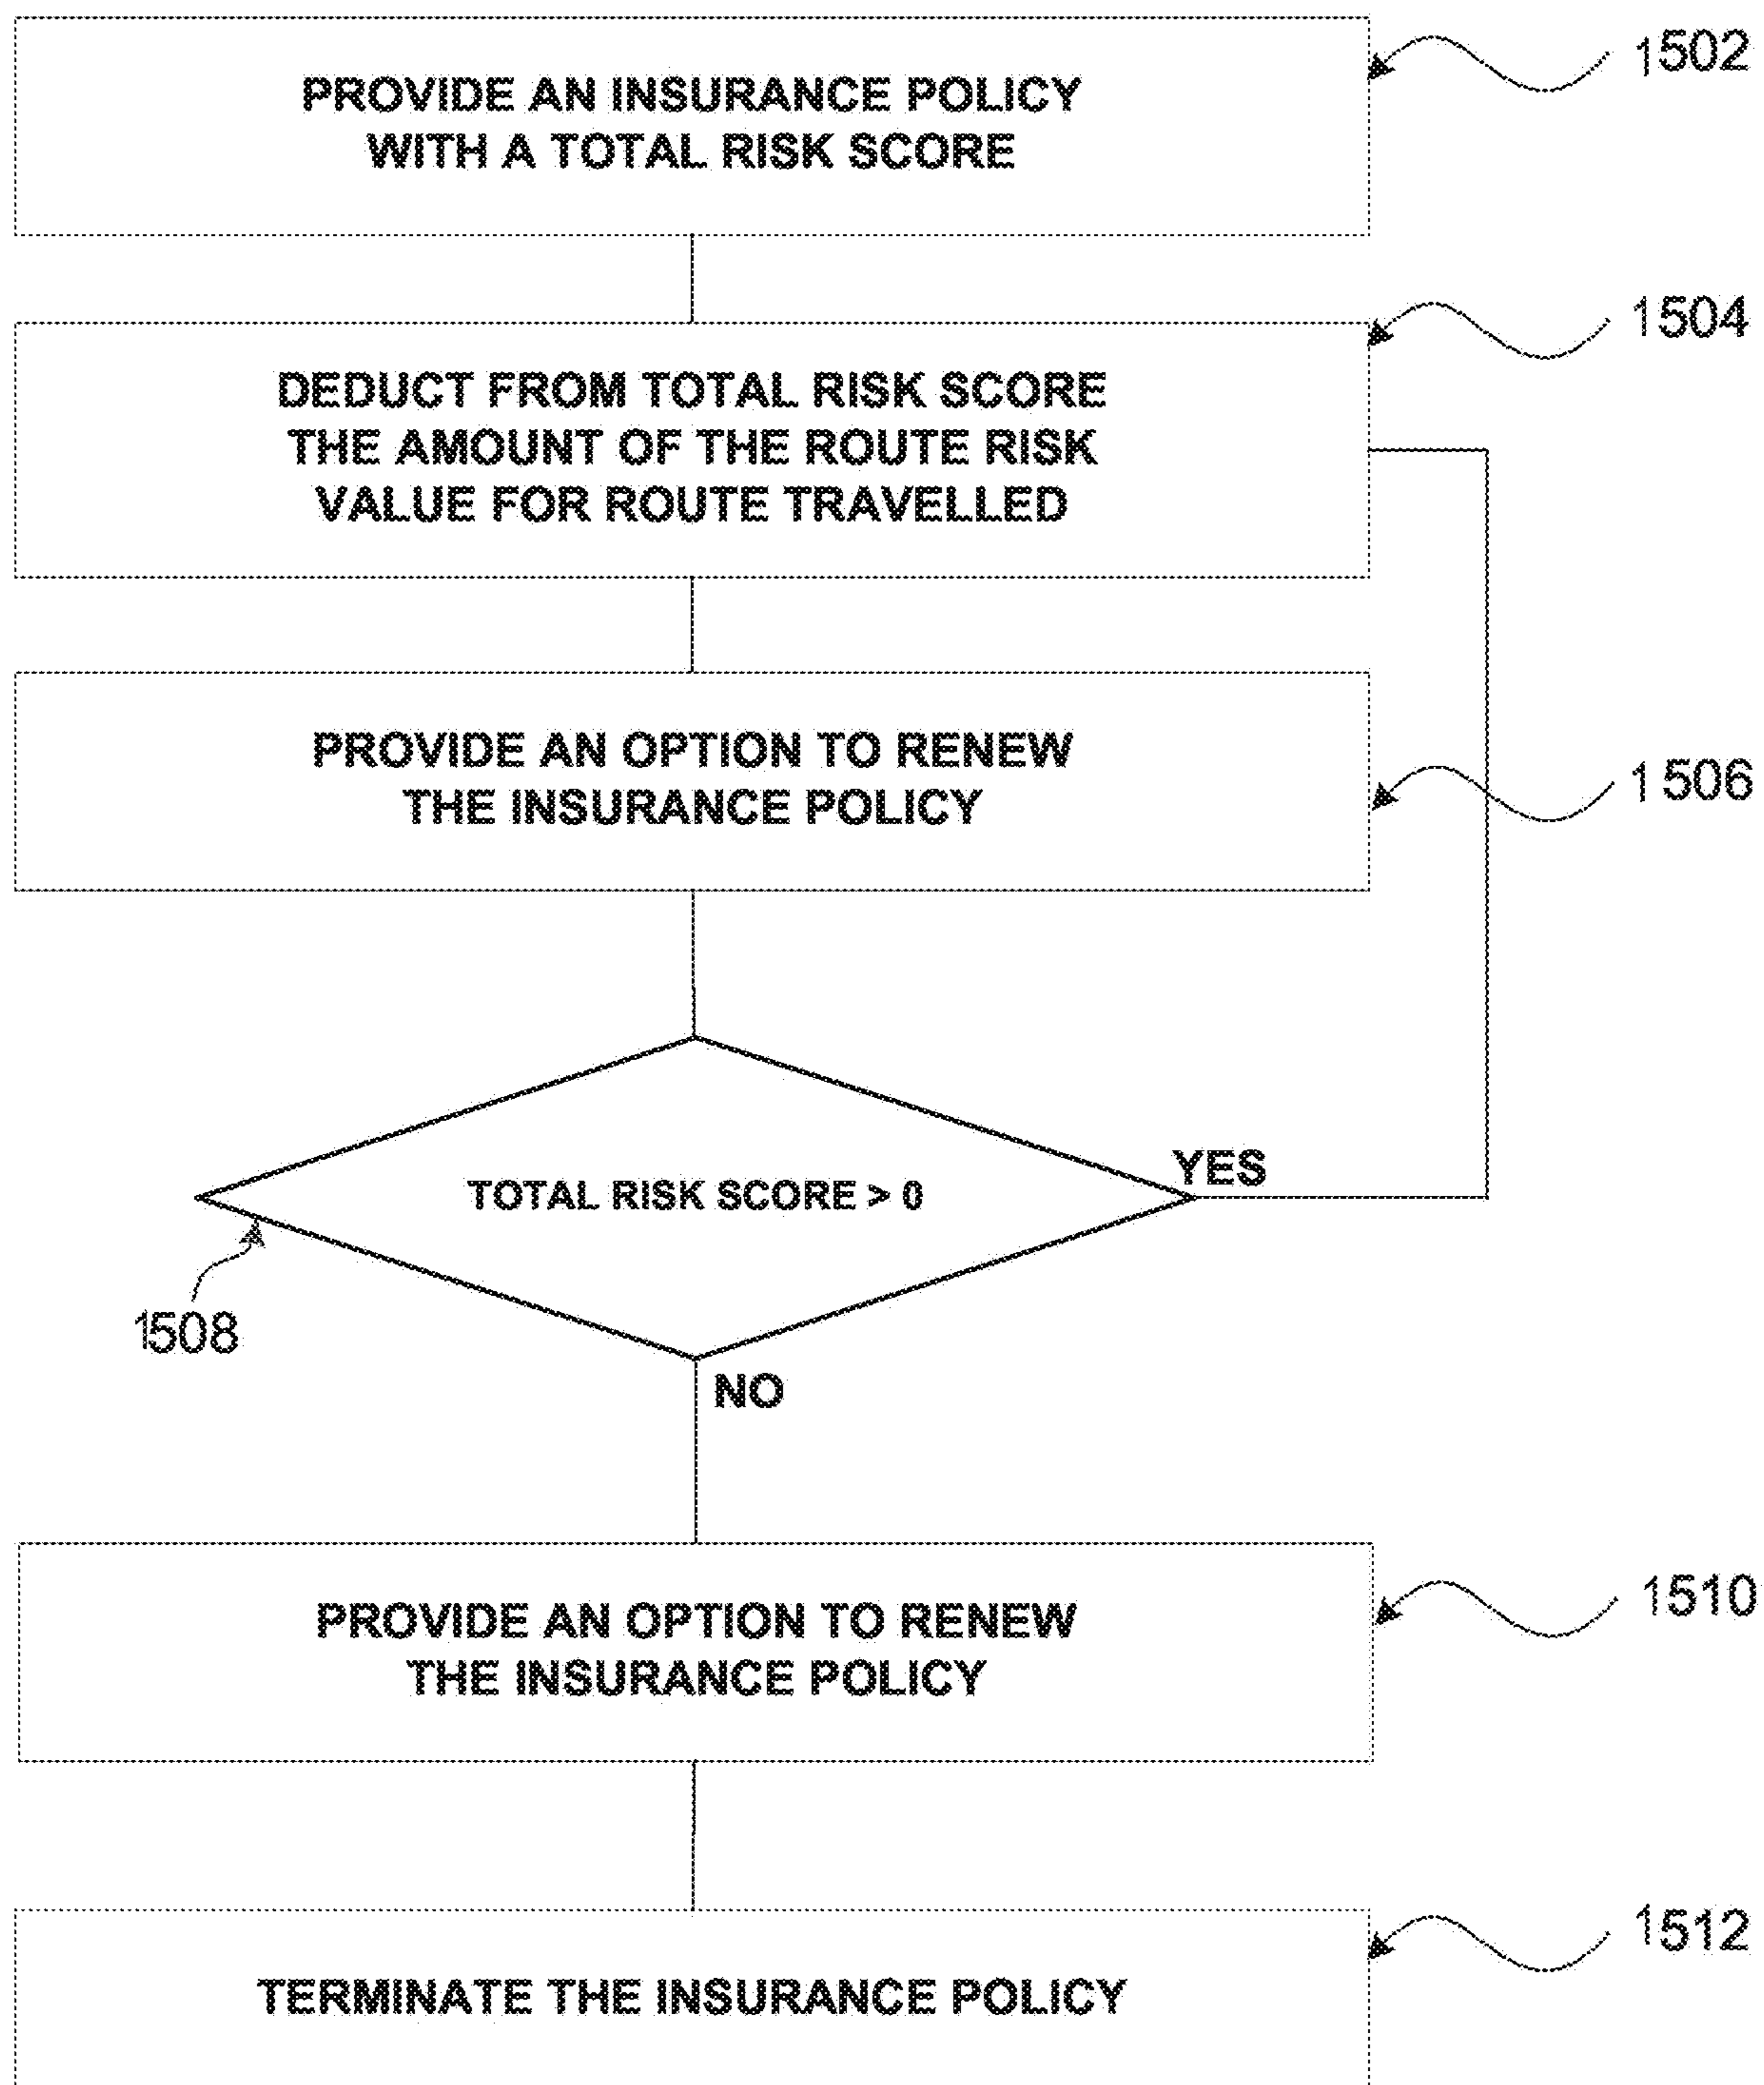 PROVIDE AN INSURANCE POLICY
WITH A TOTAL RISK SCORE
1502
DEDUCT FROM TOTAL RISK SCORE
THE AMOUNT OF THE ROUTE RISK
VALUE FOR ROUTE TRAVELLED
1504
PROVIDE AN OPTION TO RENEW
THE INSURANCE POLICY
1506
TOTAL RISK SCORE > 0
YES
1508
NO
PROVIDE AN OPTION TO RENEW
THE INSURANCE POLICY
1510
TERMINATE THE INSURANCE POLICY
1512